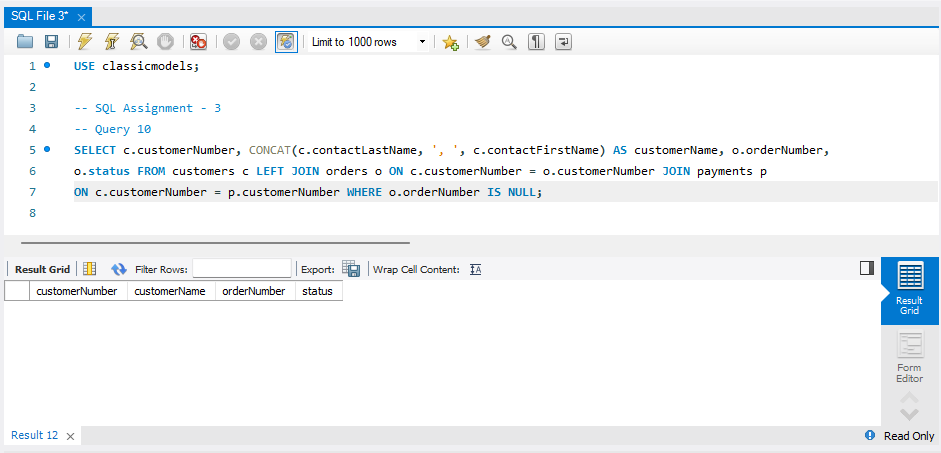 SQL File 3*
Limit to 1000 rows
1 USE classicmodels;
2
3 -- SQL Assignment - 3
4 -- Query 10
5 SELECT c.customerNumber, CONCAT(c.contactLastName, ', ', c.contactFirstName) AS customerName, o.orderNumber,
6 o.status FROM customers c LEFT JOIN orders o ON c.customerNumber = o.customerNumber JOIN payments p
7 ON c.customerNumber = p.customerNumber WHERE o.orderNumber IS NULL;
8
Result Grid Filter Rows: Export: Wrap Cell Content: IA
customerNumber customerName orderNumber status
Result
Grid
Form
Editor
Result 12 Read Only